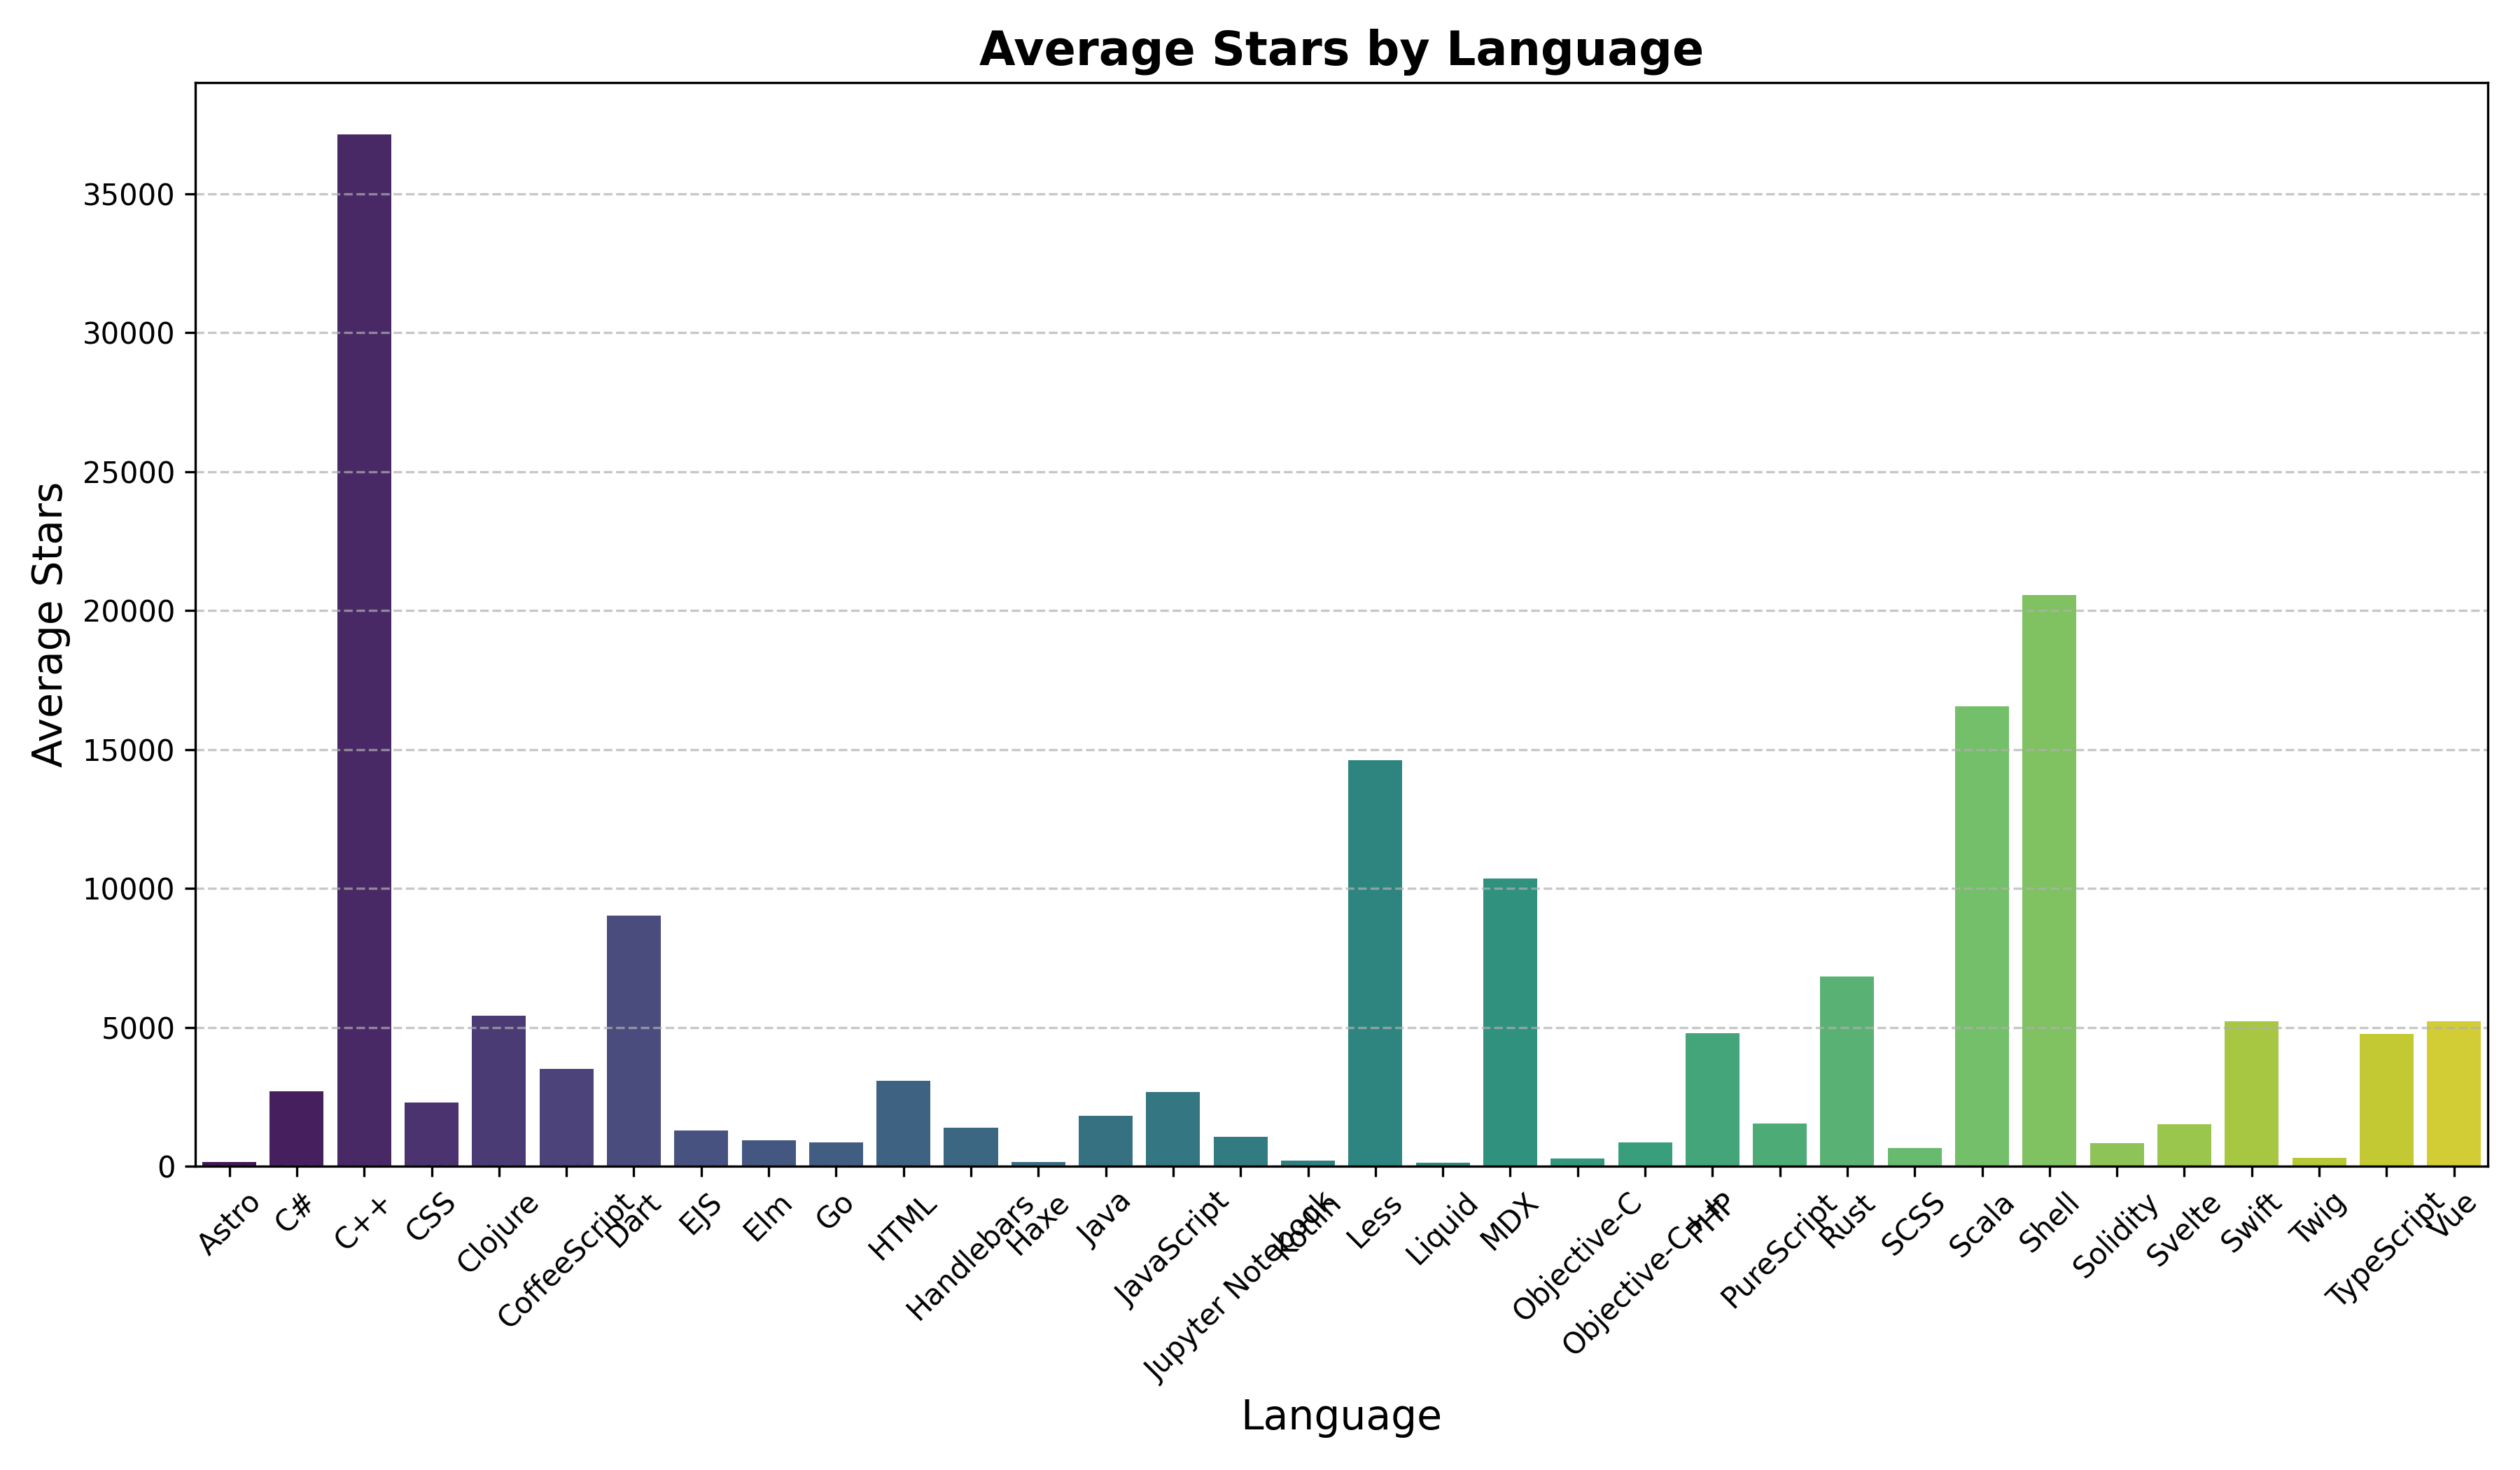 Average Stars by Language
Average Stars
35000
30000
25000
20000
15000
10000
5000
0
Astro
C#
C++
CSS
Clojure
CoffeeScript
Dart
EJS
Elm
Go
HTML
Handlebars
Haxe
Java
JavaScript
Jupyter Notebook
Kotlin
Less
Liquid
MDX
Objective-C
Objective-C++
PHP
PureScript
Rust
SCSS
Scala
Shell
Solidity
Svelte
Swift
Twig
TypeScript
Vue
Language